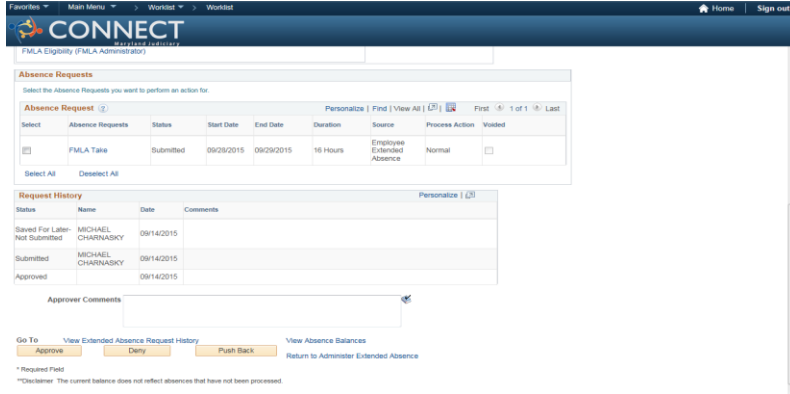 Favorites Main Menu > Worklist > Worklist Home Sign out
CONNECT
Maryland Judiciary
FMLA Eligibility (FMLA Administrator)
Absence Requests
Select the Absence Requests you want to perform an action for.
Absence Request Personalize | Find | View All | | First 1 of 1 Last
Select Absence Requests Status Start Date End Date Duration Source Process Action Voided
FMLA Take Submitted 09/28/2015 09/29/2015 16 Hours Employee Extended Absence Normal
Select All Deselect All
Request History Personalize |
Status Name Date Comments
Saved For Later-Not Submitted MICHAEL CHARNASKY 09/14/2015
Submitted MICHAEL CHARNASKY 09/14/2015
Approved 09/14/2015
Approver Comments
Go To View Extended Absence Request History View Absence Balances
Approve Deny Push Back Return to Administer Extended Absence
* Required Field
**Disclaimer The current balance does not reflect absences that have not been processed.